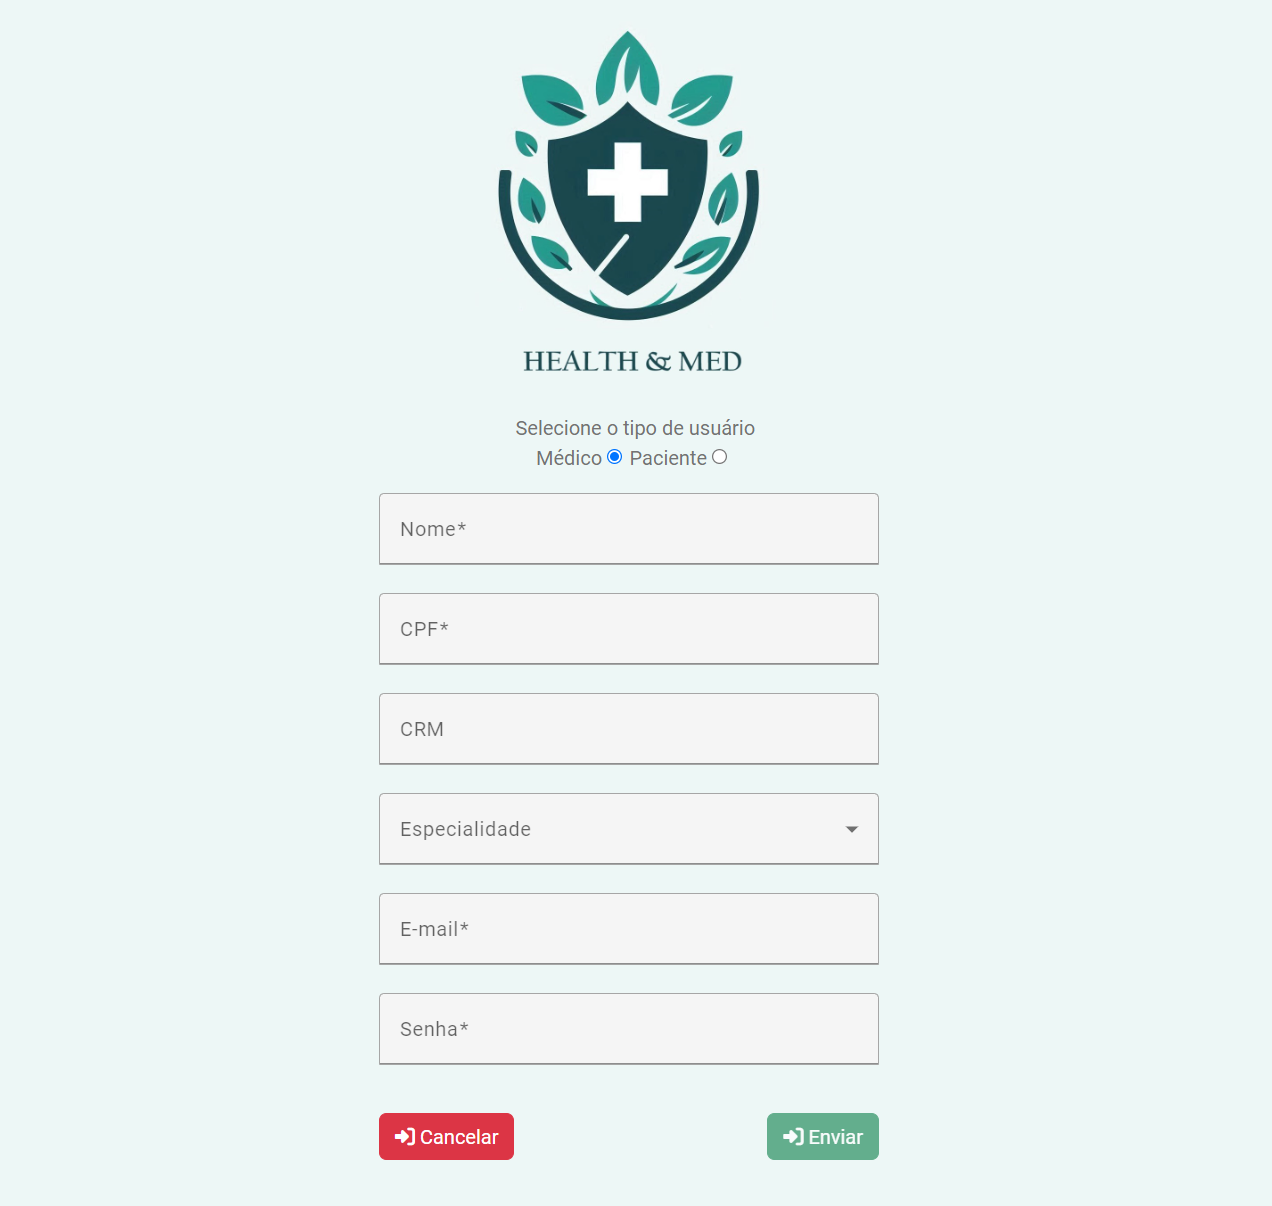 HEALTH & MED
Selecione o tipo de usuário
Médico Paciente
Nome*
CPF*
CRM
Especialidade
E-mail*
Senha*
Cancelar Enviar